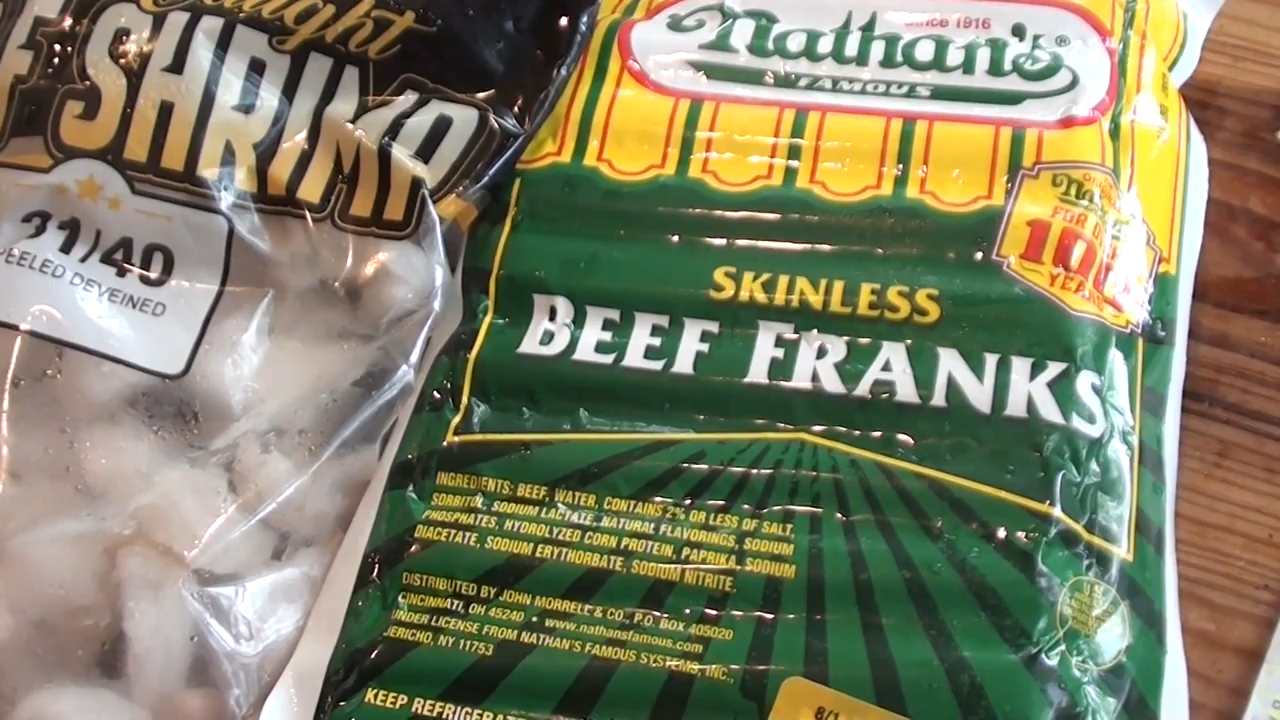 SHRIMP
31/40
PEELED DEVEINED
Since 1916
Nathan's®
FAMOUS
FOR
YEARS
SKINLESS
BEEF FRANKS
INGREDIENTS: BEEF, WATER, CONTAINS 2% OR LESS OF SALT,
SORBITOL, SODIUM LACTATE, NATURAL FLAVORINGS, SODIUM
PHOSPHATES, HYDROLYZED CORN PROTEIN, PAPRIKA, SODIUM
DIACETATE, SODIUM ERYTHORBATE, SODIUM NITRITE.
DISTRIBUTED BY JOHN MORRELL & CO., P.O. BOX 405020
CINCINNATI, OH 45240 • www.nathansfamous.com
UNDER LICENSE FROM NATHAN'S FAMOUS SYSTEMS, INC.,
JERICHO, NY 11753
KEEP